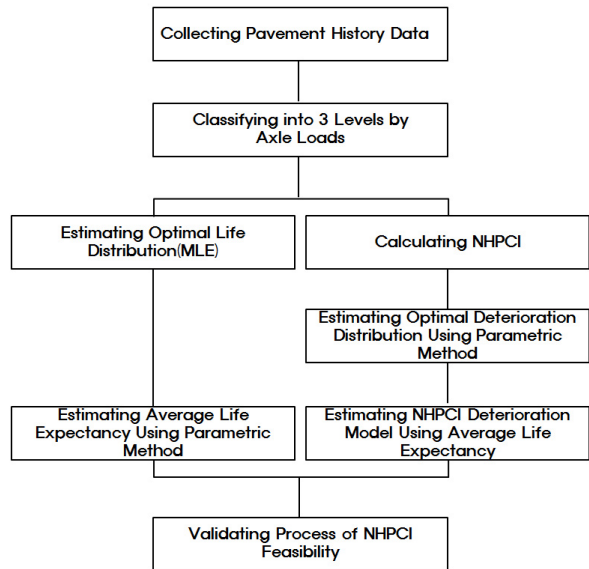 Collecting Pavement History Data
Classifying into 3 Levels by
Axle Loads
Estimating Optimal Life
Distribution(MLE)
Calculating NHPCI
Estimating Optimal Deterioration
Distribution Using Parametric
Method
Estimating Average Life
Expectancy Using Parametric
Method
Estimating NHPCI Deterioration
Model Using Average Life
Expectancy
Validating Process of NHPCI
Feasibility